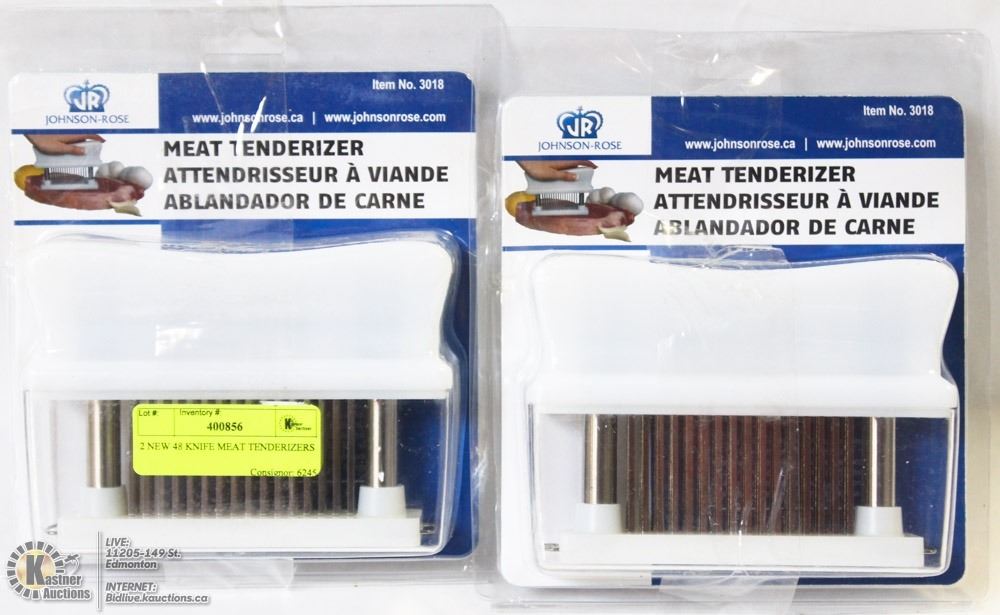 Item No. 3018
JR
JOHNSON-ROSE
www.johnsonrose.ca | www.johnsonrose.com
MEAT TENDERIZER
ATTENDRISSEUR À VIANDE
ABLANDADOR DE CARNE
Lot #:
Inventory #:
400856
Kastner
Auctions
2 NEW 48 KNIFE MEAT TENDERIZERS
Consignor: 6245
Item No. 3018
JR
JOHNSON-ROSE
www.johnsonrose.ca | www.johnsonrose.com
MEAT TENDERIZER
ATTENDRISSEUR À VIANDE
ABLANDADOR DE CARNE
Kastner
Auctions
LIVE:
11205-149 St.
Edmonton
INTERNET:
Bidlive.kauctions.ca